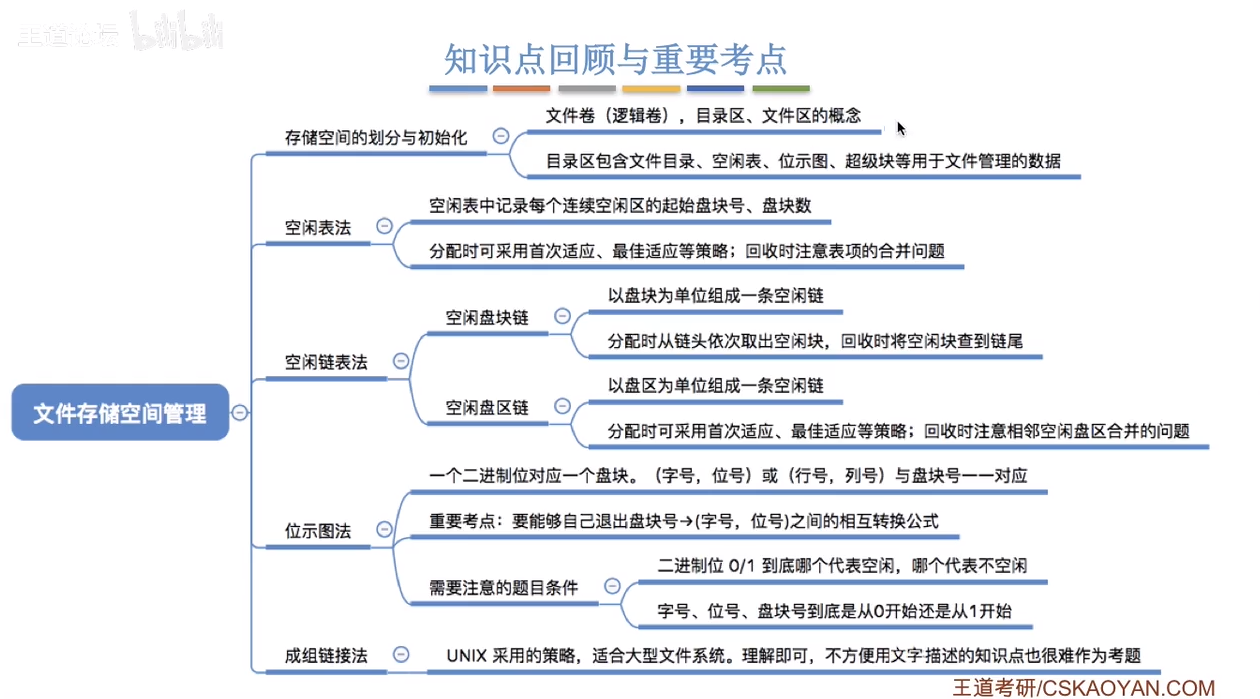 王道论坛 bilibili
知识点回顾与重要考点
文件卷（逻辑卷），目录区、文件区的概念
存储空间的划分与初始化
目录区包含文件目录、空闲表、位示图、超级块等用于文件管理的数据
空闲表中记录每个连续空闲区的起始盘块号、盘块数
空闲表法
分配时可采用首次适应、最佳适应等策略；回收时注意表项的合并问题
以盘块为单位组成一条空闲链
空闲盘块链
分配时从链头依次取出空闲块，回收时将空闲块查到链尾
空闲链表法
以盘区为单位组成一条空闲链
空闲盘区链
分配时可采用首次适应、最佳适应等策略；回收时注意相邻空闲盘区合并的问题
文件存储空间管理
一个二进制位对应一个盘块。（字号，位号）或（行号，列号）与盘块号一一对应
位示图法
重要考点：要能够自己退出盘块号→(字号，位号)之间的相互转换公式
二进制位 0/1 到底哪个代表空闲，哪个代表不空闲
需要注意的题目条件
字号、位号、盘块号到底是从0开始还是从1开始
成组链接法
UNIX 采用的策略，适合大型文件系统。理解即可，不方便用文字描述的知识点也很难作为考题
王道考研/CSKAOYAN.COM